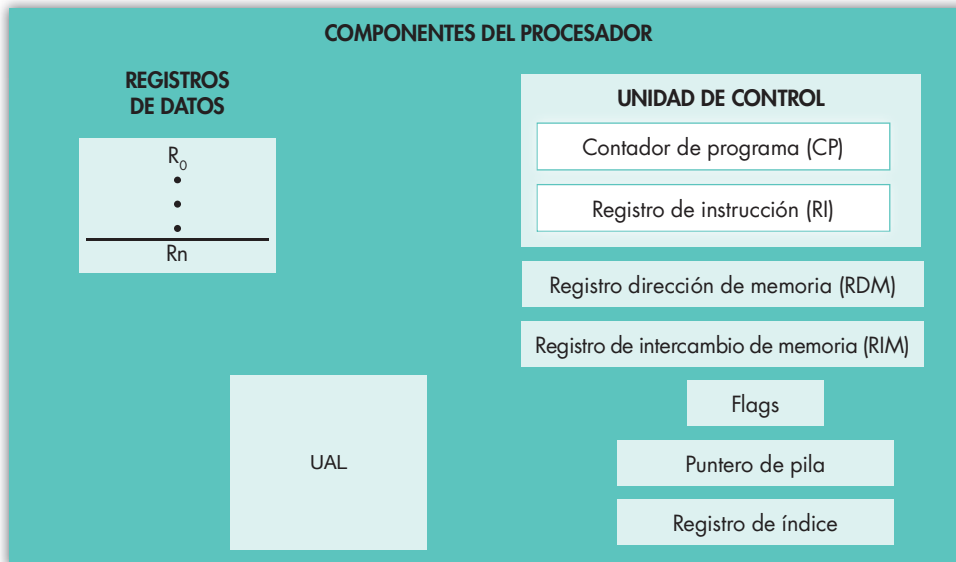 COMPONENTES DEL PROCESADOR
REGISTROS
DE DATOS
R0
Rn
UAL
UNIDAD DE CONTROL
Contador de programa (CP)
Registro de instrucción (RI)
Registro dirección de memoria (RDM)
Registro de intercambio de memoria (RIM)
Flags
Puntero de pila
Registro de índice